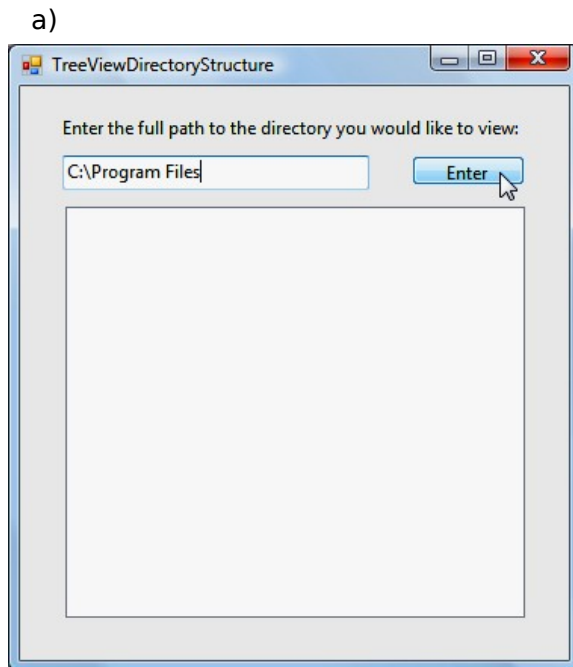 a)
TreeViewDirectoryStructure
Enter the full path to the directory you would like to view:
C:\Program Files
Enter